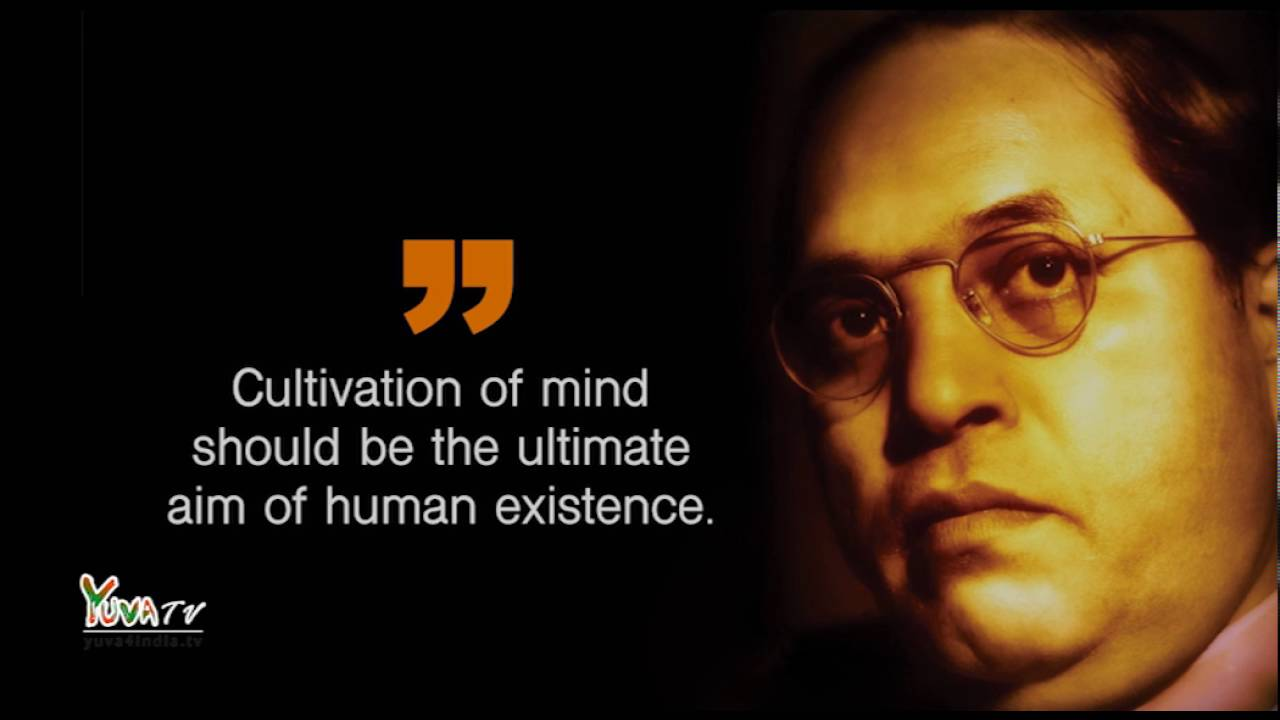 ”
Cultivation of mind
should be the ultimate
aim of human existence.
YUVA TV
yuva4india.tv